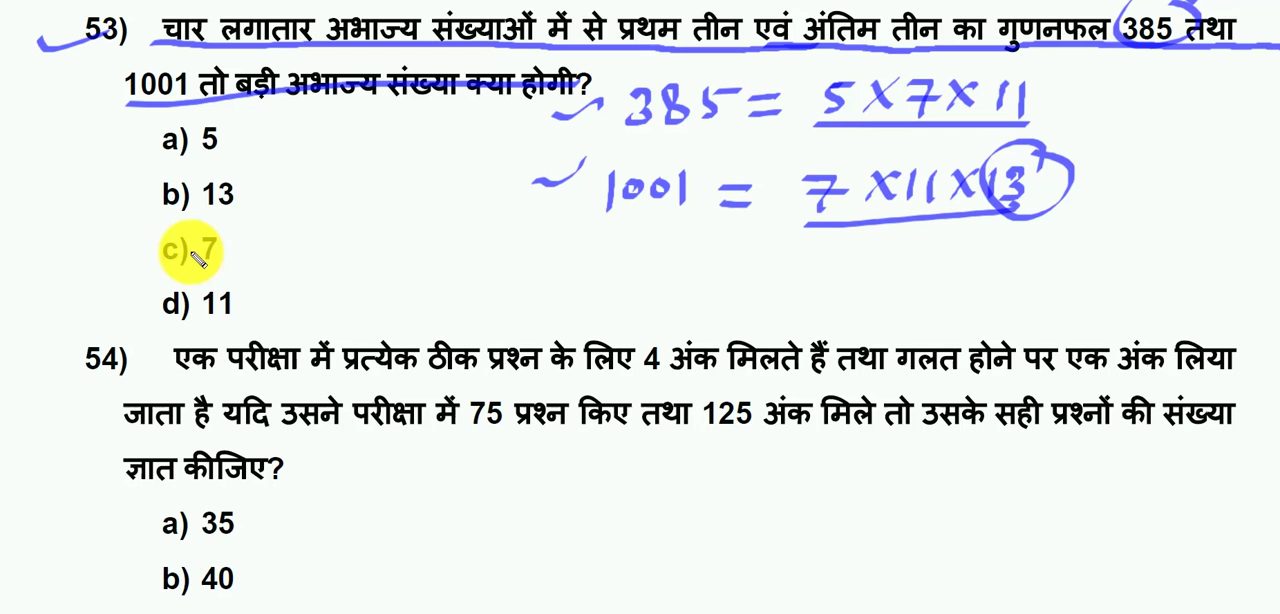 53) चार लगातार अभाज्य संख्याओं में से प्रथम तीन एवं अंतिम तीन का गुणनफल 385 तथा
1001 तो बड़ी अभाज्य संख्या क्या होगी?
385 = 5 X 7 X 11
a) 5
1001 = 7 X 11 X 13
b) 13
c) 7
d) 11
54) एक परीक्षा में प्रत्येक ठीक प्रश्न के लिए 4 अंक मिलते हैं तथा गलत होने पर एक अंक लिया
जाता है यदि उसने परीक्षा में 75 प्रश्न किए तथा 125 अंक मिले तो उसके सही प्रश्नों की संख्या
ज्ञात कीजिए?
a) 35
b) 40